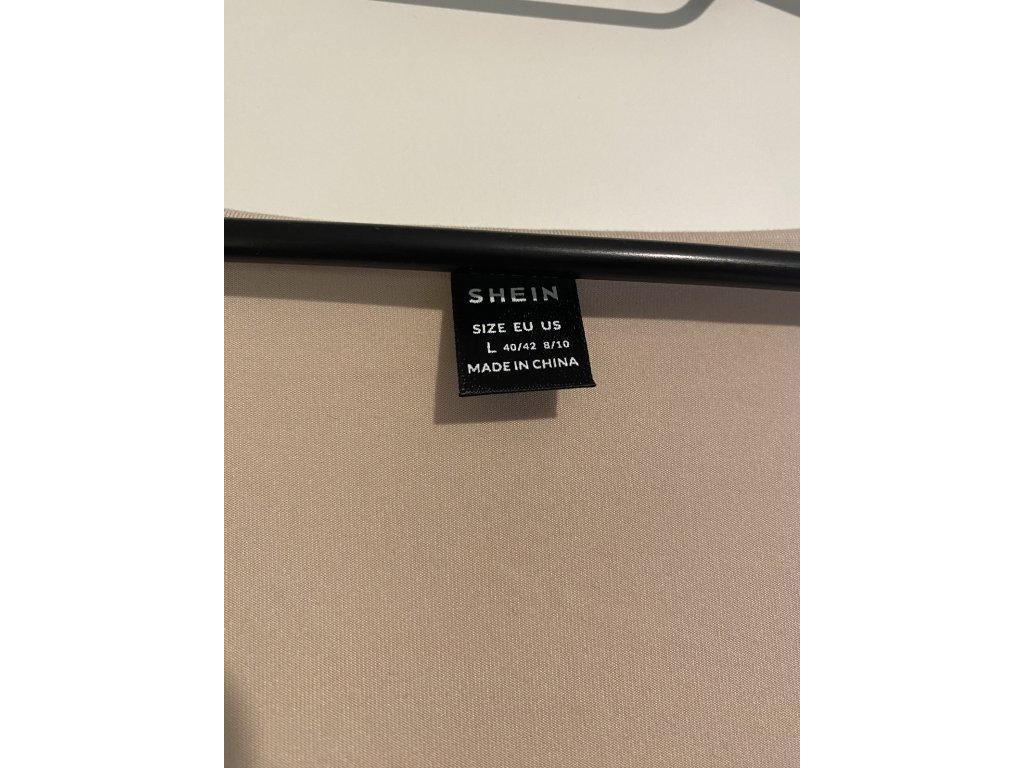 SHEIN
SIZE EU US
L 40/42 8/10
MADE IN CHINA